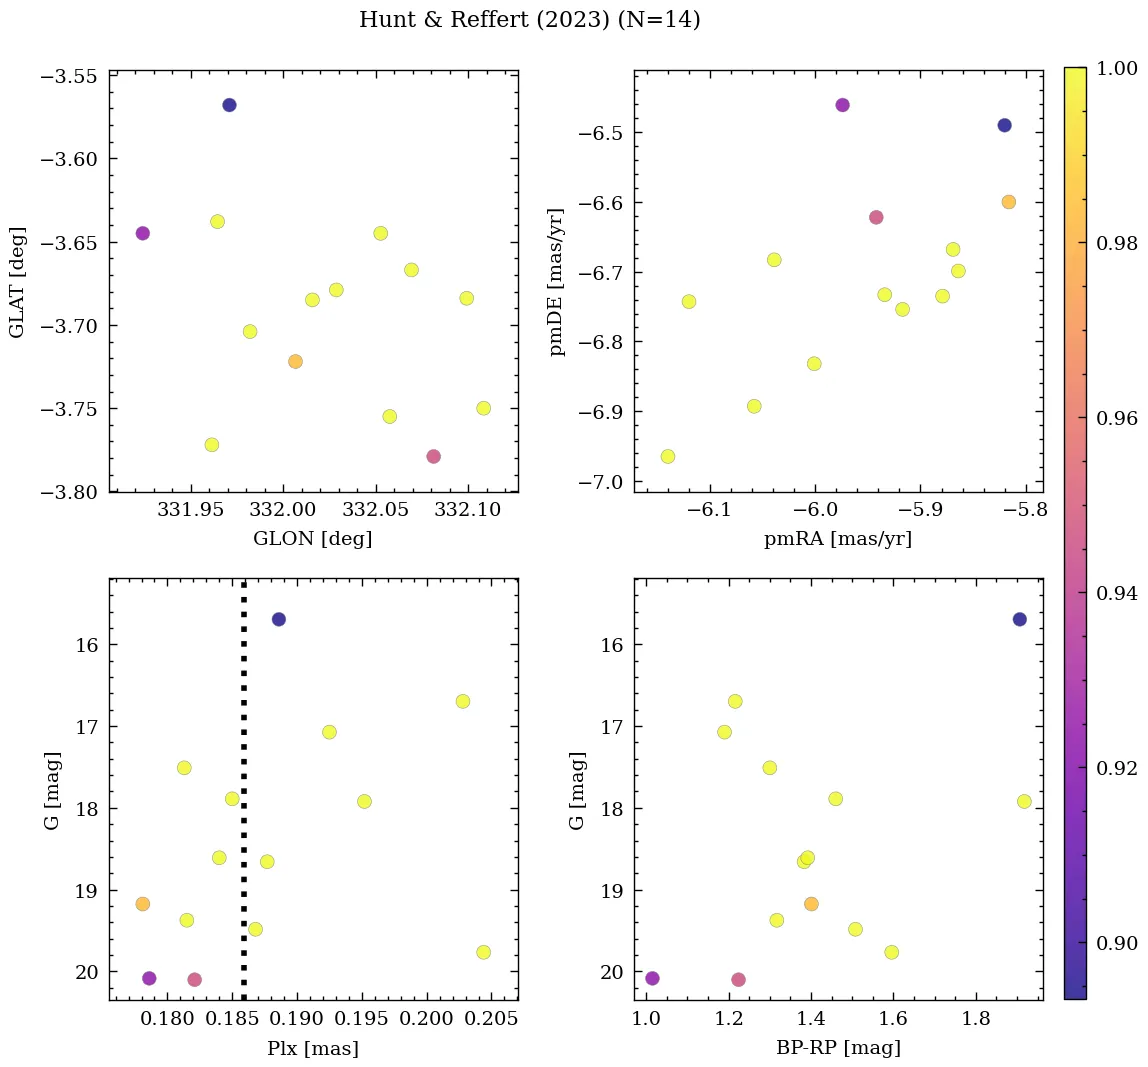 Hunt & Reffert (2023) (N=14)
−3.55
−3.60
−3.65
−3.70
−3.75
−3.80
GLAT [deg]
331.95 332.00 332.05 332.10
GLON [deg]
−6.5
−6.6
−6.7
−6.8
−6.9
−7.0
pmDE [mas/yr]
−6.1 −6.0 −5.9 −5.8
pmRA [mas/yr]
16
17
18
19
20
G [mag]
0.180 0.185 0.190 0.195 0.200 0.205
Plx [mas]
16
17
18
19
20
G [mag]
1.0 1.2 1.4 1.6 1.8
BP-RP [mag]
1.00
0.98
0.96
0.94
0.92
0.90